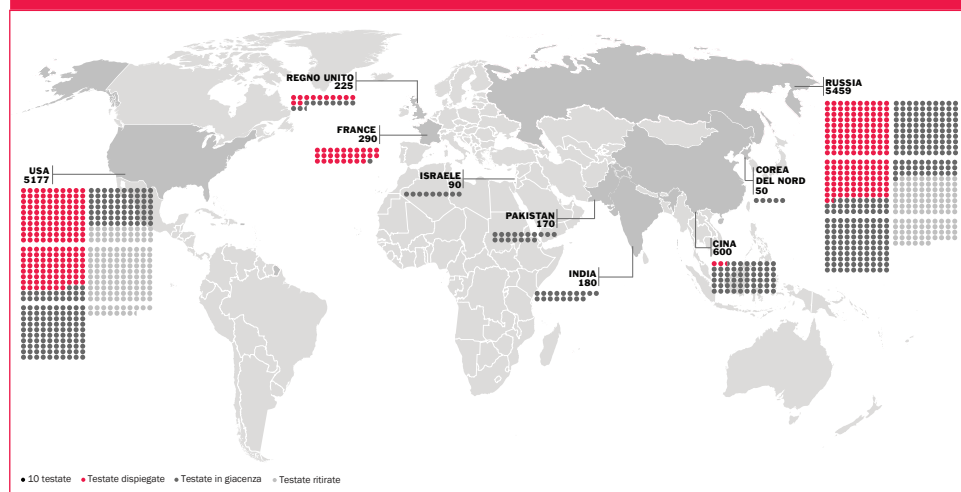 REGNO UNITO
225
FRANCE
290
USA
5177
ISRAELE
90
PAKISTAN
170
INDIA
180
RUSSIA
5459
COREA
DEL NORD
50
CINA
600
10 testate
Testate dispiegate
Testate in giacenza
Testate ritirate